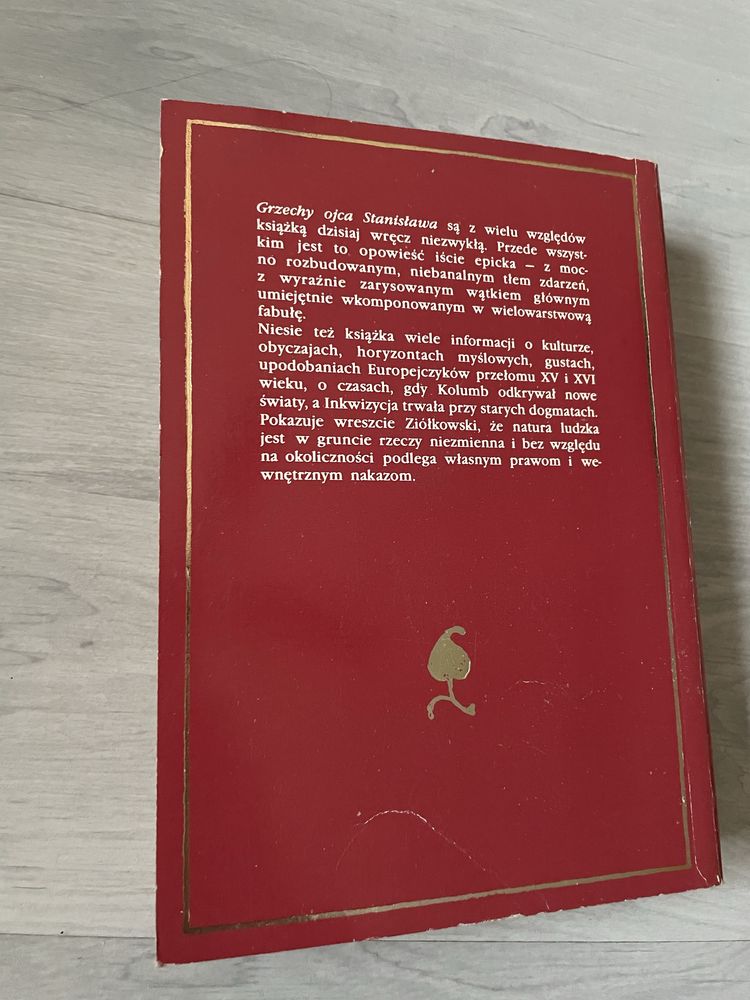 Grzechy ojca Stanisława są z wielu względów
książką dzisiaj wręcz niezwykłą. Przede wszyst-
kim jest to opowieść iście epicka – z moc-
no rozbudowanym, niebanalnym tłem zdarzeń,
z wyraźnie zarysowanym wątkiem głównym
umiejętnie wkomponowanym w wielowarstwową
fabułę.
Niesie też książka wiele informacji o kulturze,
obyczajach, horyzontach myślowych, gustach,
upodobaniach Europejczyków przełomu XV i XVI
wieku, o czasach, gdy Kolumb odkrywał nowe
światy, a Inkwizycja trwała przy starych dogmatach.
Pokazuje wreszcie Ziółkowski, że natura ludzka
jest w gruncie rzeczy niezmienna i bez względu
na okoliczności podlega własnym prawom i we-
wnętrznym nakazom.